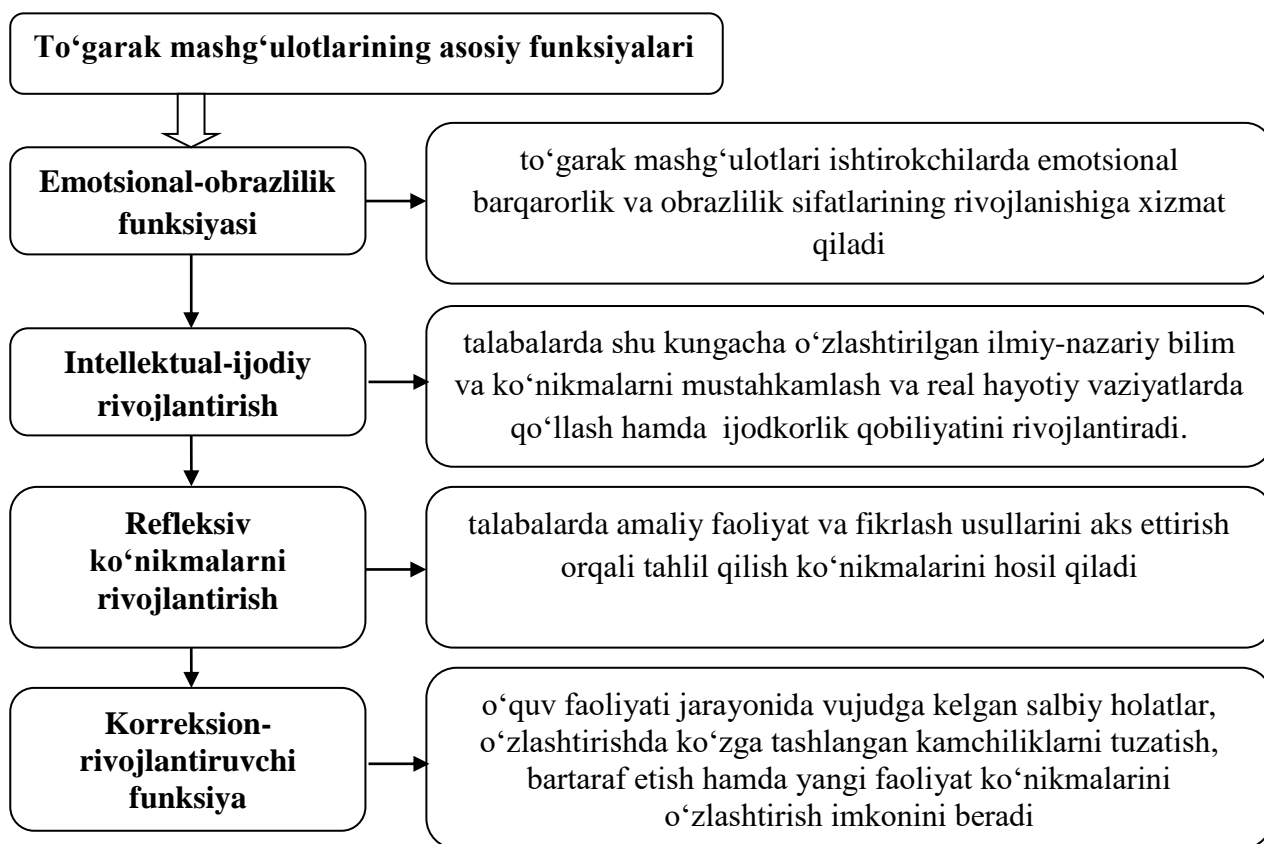 To‘garak mashg‘ulotlarining asosiy funksiyalari
Emotsional-obrazlilik
funksiyasi
to‘garak mashg‘ulotlari ishtirokchilarda emotsional
barqarorlik va obrazlilik sifatlarining rivojlanishiga xizmat
qiladi
Intellektual-ijodiy
rivojlantirish
talabalarda shu kungacha o‘zlashtirilgan ilmiy-nazariy bilim
va ko‘nikmalarni mustahkamlash va real hayotiy vaziyatlarda
qo‘llash hamda ijodkorlik qobiliyatini rivojlantiradi.
Refleksiv
ko‘nikmalarni
rivojlantirish
talabalarda amaliy faoliyat va fikrlash usullarini aks ettirish
orqali tahlil qilish ko‘nikmalarini hosil qiladi
Korreksion-
rivojlantiruvchi
funksiya
o‘quv faoliyati jarayonida vujudga kelgan salbiy holatlar,
o‘zlashtirishda ko‘zga tashlangan kamchiliklarni tuzatish,
bartaraf etish hamda yangi faoliyat ko‘nikmalarini
o‘zlashtirish imkonini beradi